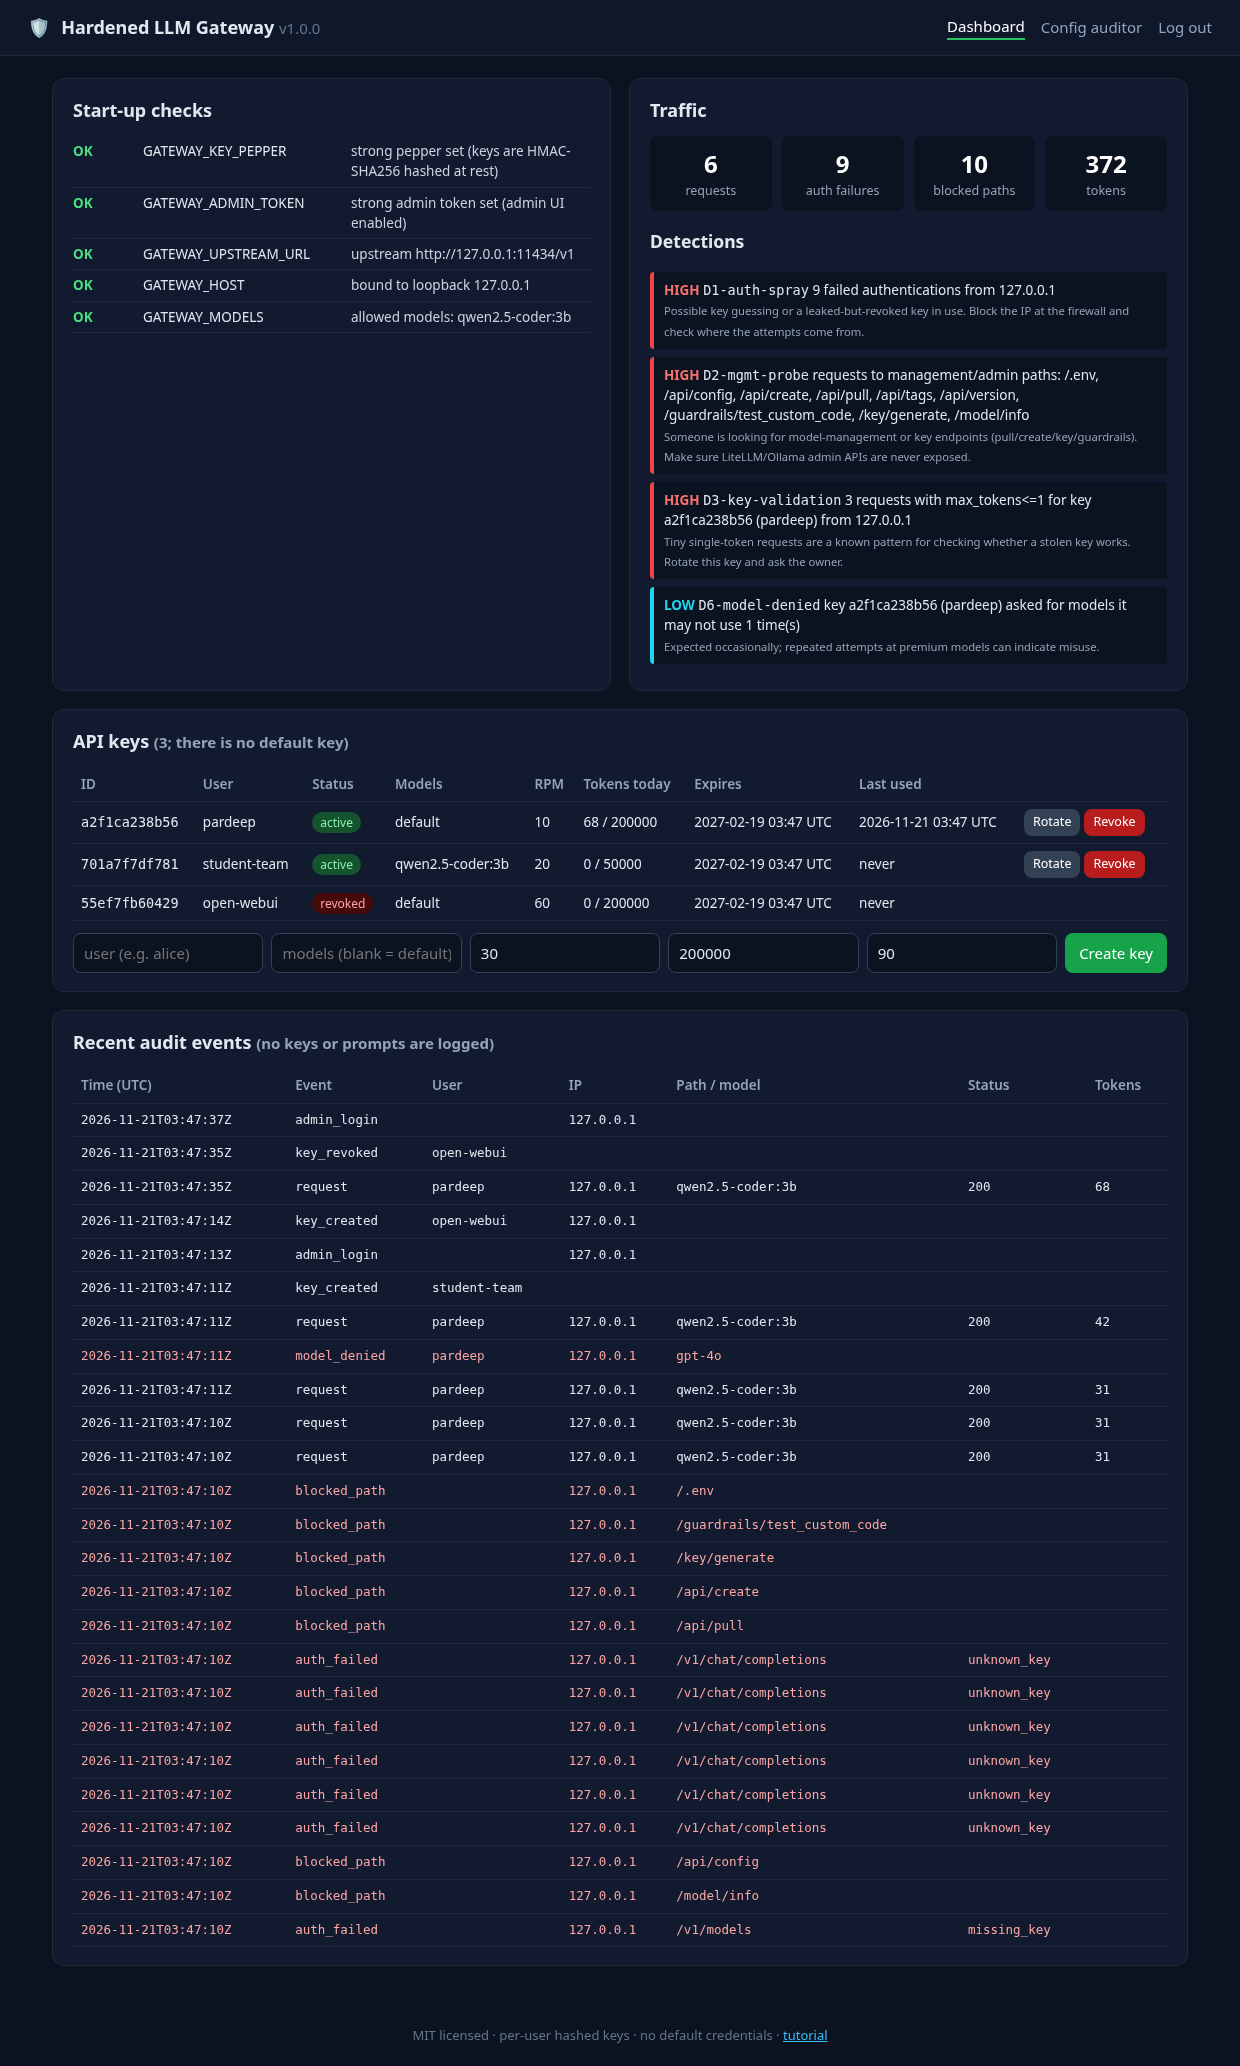 Hardened LLM Gateway v1.0.0
Dashboard Config auditor Log out
Start-up checks
OK GATEWAY_KEY_PEPPER strong pepper set (keys are HMAC-
SHA256 hashed at rest)
OK GATEWAY_ADMIN_TOKEN strong admin token set (admin UI
enabled)
OK GATEWAY_UPSTREAM_URL upstream http://127.0.0.1:11434/v1
OK GATEWAY_HOST bound to loopback 127.0.0.1
OK GATEWAY_MODELS allowed models: qwen2.5-coder:3b
Traffic
6 9 10 372
requests auth failures blocked paths tokens
Detections
HIGH D1-auth-spray 9 failed authentications from 127.0.0.1
Possible key guessing or a leaked-but-revoked key in use. Block the IP at the firewall and
check where the attempts come from.
HIGH D2-mgmt-probe requests to management/admin paths: /.env,
/api/config, /api/create, /api/pull, /api/tags, /api/version,
/guardrails/test_custom_code, /key/generate, /model/info
Someone is looking for model-management or key endpoints (pull/create/key/guardrails).
Make sure LiteLLM/Ollama admin APIs are never exposed.
HIGH D3-key-validation 3 requests with max_tokens<=1 for key
a2f1ca238b56 (pardeep) from 127.0.0.1
Tiny single-token requests are a known pattern for checking whether a stolen key works.
Rotate this key and ask the owner.
LOW D6-model-denied key a2f1ca238b56 (pardeep) asked for models it
may not use 1 time(s)
Expected occasionally; repeated attempts at premium models can indicate misuse.
API keys (3; there is no default key)
ID User Status Models RPM Tokens today Expires Last used
a2f1ca238b56 pardeep active default 10 68 / 200000 2027-02-19 03:47 UTC 2026-11-21 03:47 UTC Rotate Revoke
701a7f7df781 student-team active qwen2.5-coder:3b 20 0 / 50000 2027-02-19 03:47 UTC never Rotate Revoke
55ef7fb60429 open-webui revoked default 60 0 / 200000 2027-02-19 03:47 UTC never
user (e.g. alice) models (blank = default) 30 200000 90 Create key
Recent audit events (no keys or prompts are logged)
Time (UTC) Event User IP Path / model Status Tokens
2026-11-21T03:47:37Z admin_login 127.0.0.1
2026-11-21T03:47:35Z key_revoked open-webui
2026-11-21T03:47:35Z request pardeep 127.0.0.1 qwen2.5-coder:3b 200 68
2026-11-21T03:47:14Z key_created open-webui 127.0.0.1
2026-11-21T03:47:13Z admin_login 127.0.0.1
2026-11-21T03:47:11Z key_created student-team
2026-11-21T03:47:11Z request pardeep 127.0.0.1 qwen2.5-coder:3b 200 42
2026-11-21T03:47:11Z model_denied pardeep 127.0.0.1 gpt-4o
2026-11-21T03:47:11Z request pardeep 127.0.0.1 qwen2.5-coder:3b 200 31
2026-11-21T03:47:10Z request pardeep 127.0.0.1 qwen2.5-coder:3b 200 31
2026-11-21T03:47:10Z request pardeep 127.0.0.1 qwen2.5-coder:3b 200 31
2026-11-21T03:47:10Z blocked_path 127.0.0.1 /.env
2026-11-21T03:47:10Z blocked_path 127.0.0.1 /guardrails/test_custom_code
2026-11-21T03:47:10Z blocked_path 127.0.0.1 /key/generate
2026-11-21T03:47:10Z blocked_path 127.0.0.1 /api/create
2026-11-21T03:47:10Z blocked_path 127.0.0.1 /api/pull
2026-11-21T03:47:10Z auth_failed 127.0.0.1 /v1/chat/completions unknown_key
2026-11-21T03:47:10Z auth_failed 127.0.0.1 /v1/chat/completions unknown_key
2026-11-21T03:47:10Z auth_failed 127.0.0.1 /v1/chat/completions unknown_key
2026-11-21T03:47:10Z auth_failed 127.0.0.1 /v1/chat/completions unknown_key
2026-11-21T03:47:10Z auth_failed 127.0.0.1 /v1/chat/completions unknown_key
2026-11-21T03:47:10Z auth_failed 127.0.0.1 /v1/chat/completions unknown_key
2026-11-21T03:47:10Z blocked_path 127.0.0.1 /api/config
2026-11-21T03:47:10Z blocked_path 127.0.0.1 /model/info
2026-11-21T03:47:10Z auth_failed 127.0.0.1 /v1/models missing_key
MIT licensed · per-user hashed keys · no default credentials · tutorial